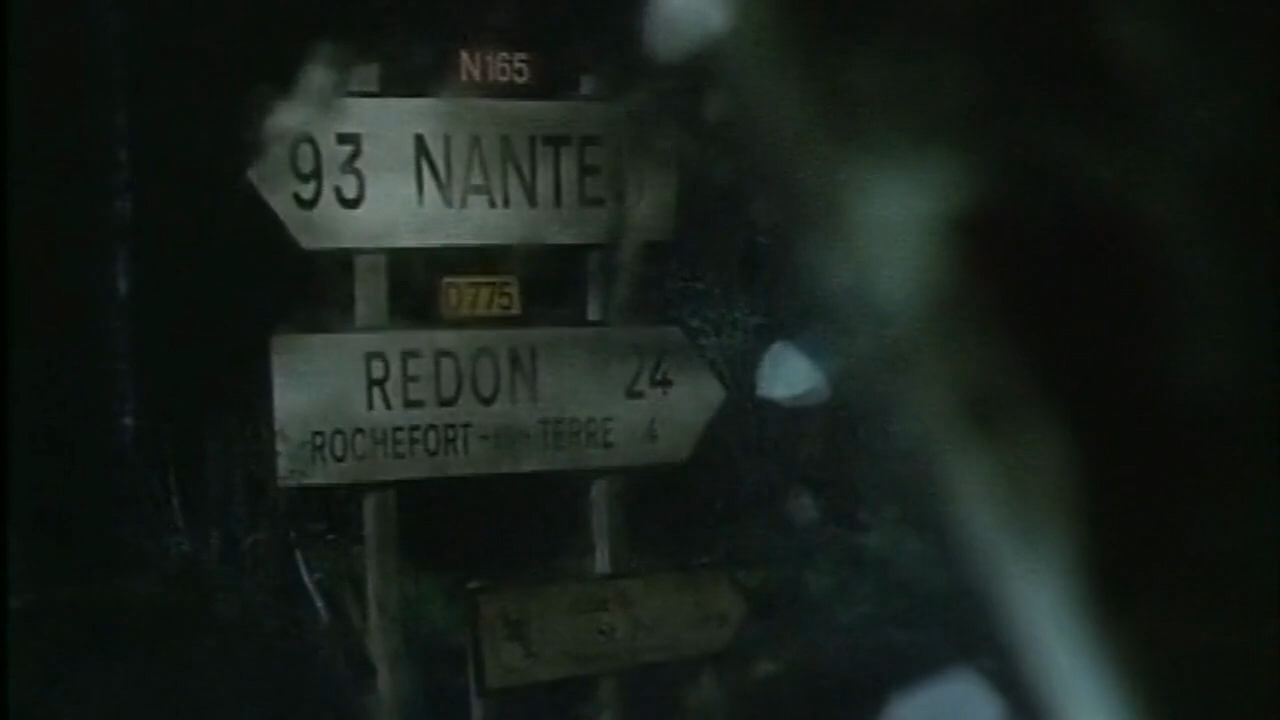 N165
93 NANTE
D775
REDON 24
ROCHEFORT - TERRE 4